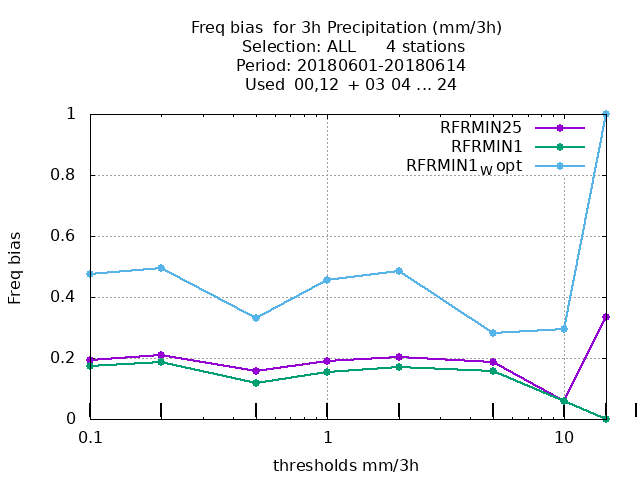 Freq bias  for 3h Precipitation (mm/3h)
Selection: ALL      4 stations
Period: 20180601-20180614
Used  00,12  + 03 04 ... 24
RFRMIN25
RFRMIN1
RFRMIN1W opt
Freq bias
1
0.8
0.6
0.4
0.2
0
0.1
1
10
thresholds mm/3h